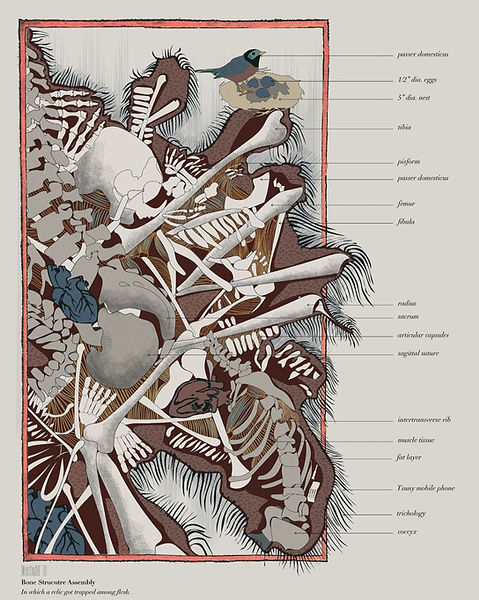 passer domesticus
1/2" dia. eggs
5" dia. nest
tibia
pisform
passer domesticus
femur
fibula
radius
sacrum
articular capsules
sagittal suture
intertransverse rib
muscle tissue
fat layer
mobile phone
trichology
coccyx
Bone Strucutre Assembly
In which a relic got trapped among flesh.